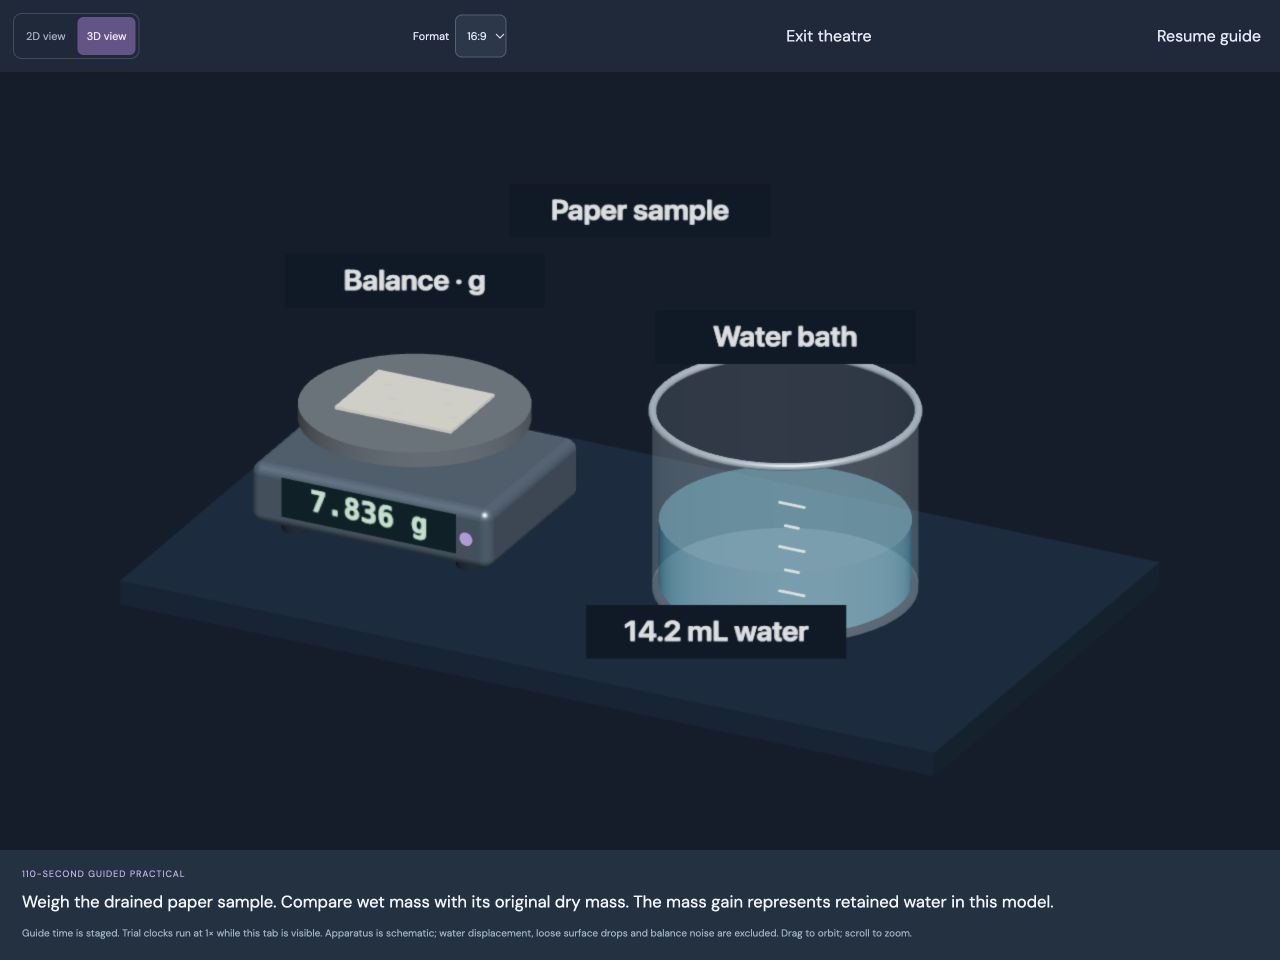 2D view
3D view
Format
16:9
Exit theatre
Resume guide
Paper sample
Balance · g
Water bath
7.836 g
14.2 mL water
110-SECOND GUIDED PRACTICAL
Weigh the drained paper sample. Compare wet mass with its original dry mass. The mass gain represents retained water in this model.
Guide time is staged. Trial clocks run at 1× while this tab is visible. Apparatus is schematic; water displacement, loose surface drops and balance noise are excluded. Drag to orbit; scroll to zoom.